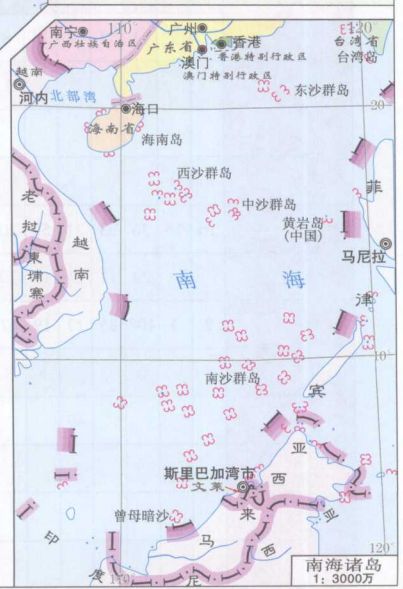 110°
120°
南宁
广西壮族自治区
广州
广东省
香港
香港特别行政区
澳门
澳门特别行政区
台湾省
台湾岛
越南
河内
北部湾
东沙群岛
20°
海口
海南省
海南岛
西沙群岛
中沙群岛
黄岩岛
(中国)
菲
律
宾
马尼拉
老
挝
越
南
柬
埔
寨
南
海
10°
南沙群岛
斯里巴加湾市
文莱
曾母暗沙
马
来
西
亚
印
度
尼
西
亚
110°
120°
南海诸岛
1:3000万